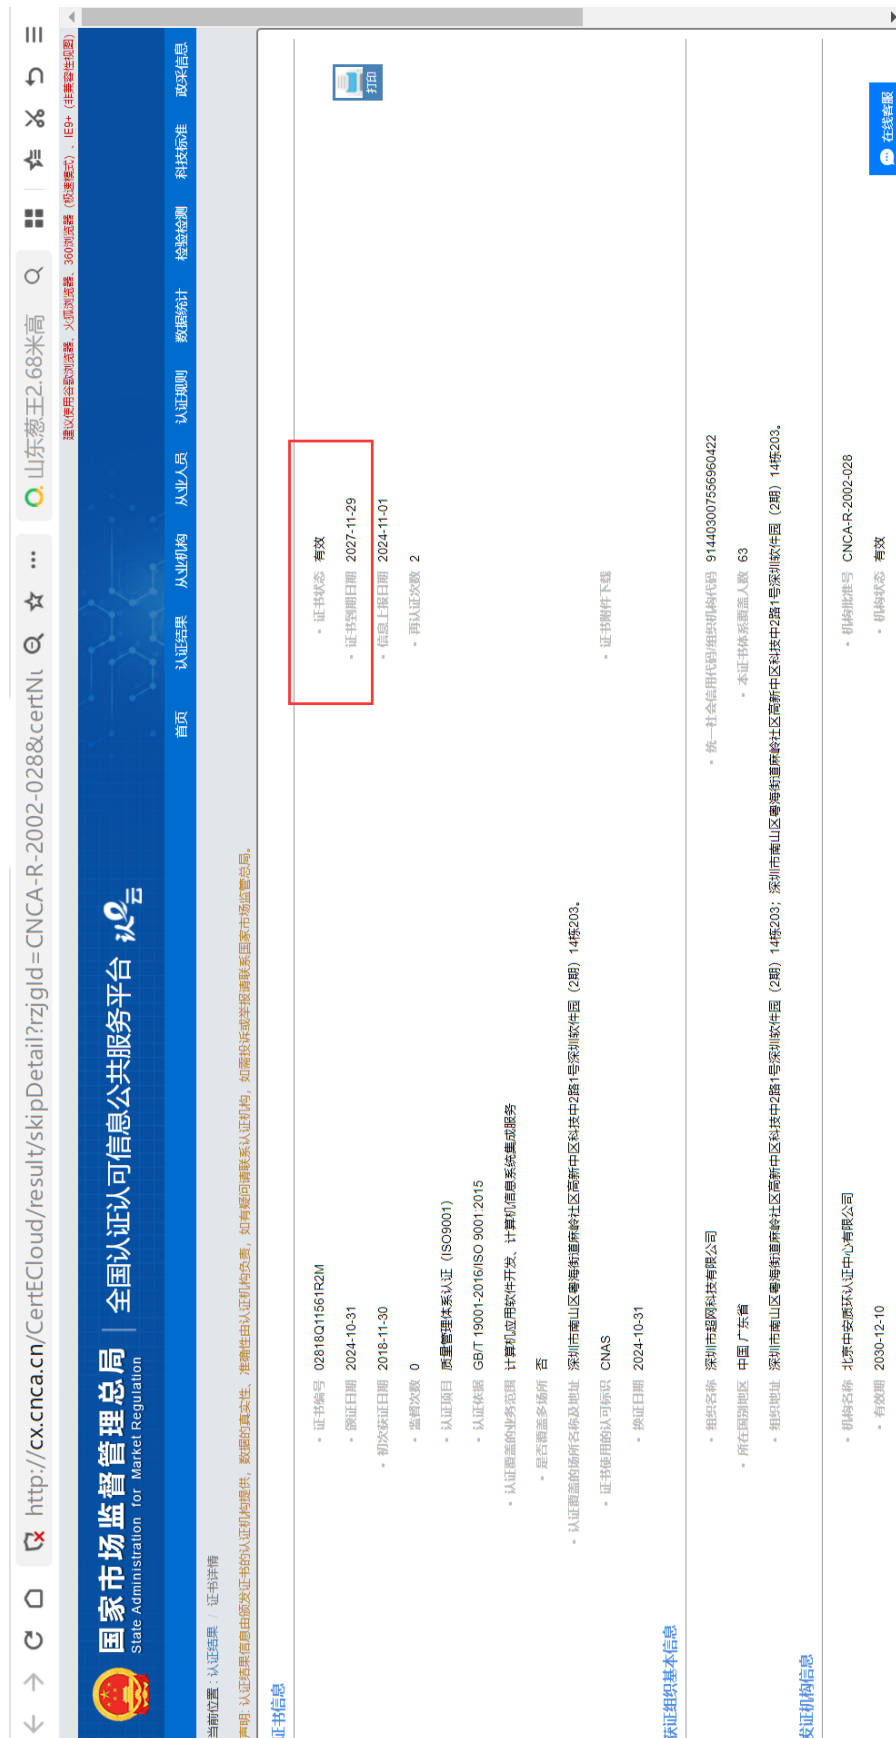 http://cx.cnca.cn/CertECloud/result/skipDetail?rzjgId=CNCA-R-2002-028&certNu
山东葱王2.68米高
建议使用谷歌浏览器、火狐浏览器、360浏览器（极速模式）、IE9+（非兼容性视图）
国家市场监督管理总局
State Administration for Market Regulation
全国认证认可信息公共服务平台
认e云
首页 认证结果 从业机构 从业人员 认证规则 数据统计 检验检测 科技标准 政采信息
当前位置：认证结果 / 证书详情
声明: 认证结果信息由颁发证书的认证机构提供，数据的真实性、准确性由认证机构负责，如有疑问请联系认证机构，如需投诉或举报请联系国家市场监管总局。
证书信息
打印
证书编号 02818Q11561R2M 证书状态 有效
颁证日期 2024-10-31 证书到期日期 2027-11-29
初次获证日期 2018-11-30 信息上报日期 2024-11-01
监督次数 0 再认证次数 2
认证项目 质量管理体系认证（ISO9001）
认证依据 GB/T 19001-2016/ISO 9001:2015
认证覆盖的业务范围 计算机应用软件开发、计算机信息系统集成服务
是否覆盖多场所 否
认证覆盖的场所名称及地址 深圳市南山区粤海街道麻岭社区高新中区科技中2路1号深圳软件园（2期）14栋203。
证书使用的认可标识 CNAS 证书附件下载
换证日期 2024-10-31
获证组织基本信息
组织名称 深圳市超网科技有限公司 统一社会信用代码/组织机构代码 914403007556960422
所在国别地区 中国 广东省 本证书体系覆盖人数 63
组织地址 深圳市南山区粤海街道麻岭社区高新中区科技中2路1号深圳软件园（2期）14栋203；深圳市南山区粤海街道麻岭社区高新中区科技中2路1号深圳软件园（2期）14栋203。
发证机构信息
机构名称 北京中安质环认证中心有限公司 机构批准号 CNCA-R-2002-028
有效期 2030-12-10 机构状态 有效
在线客服